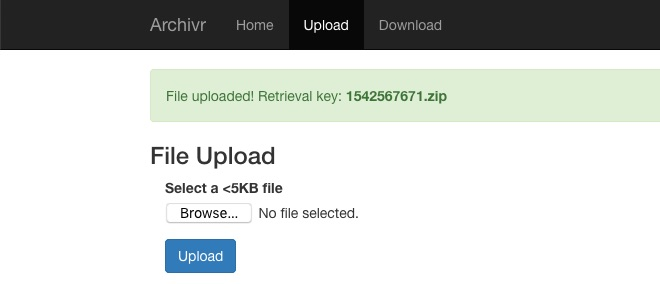 Archivr Home Upload Download
File uploaded! Retrieval key: 1542567671.zip
File Upload
Select a <5KB file
Browse... No file selected.
Upload